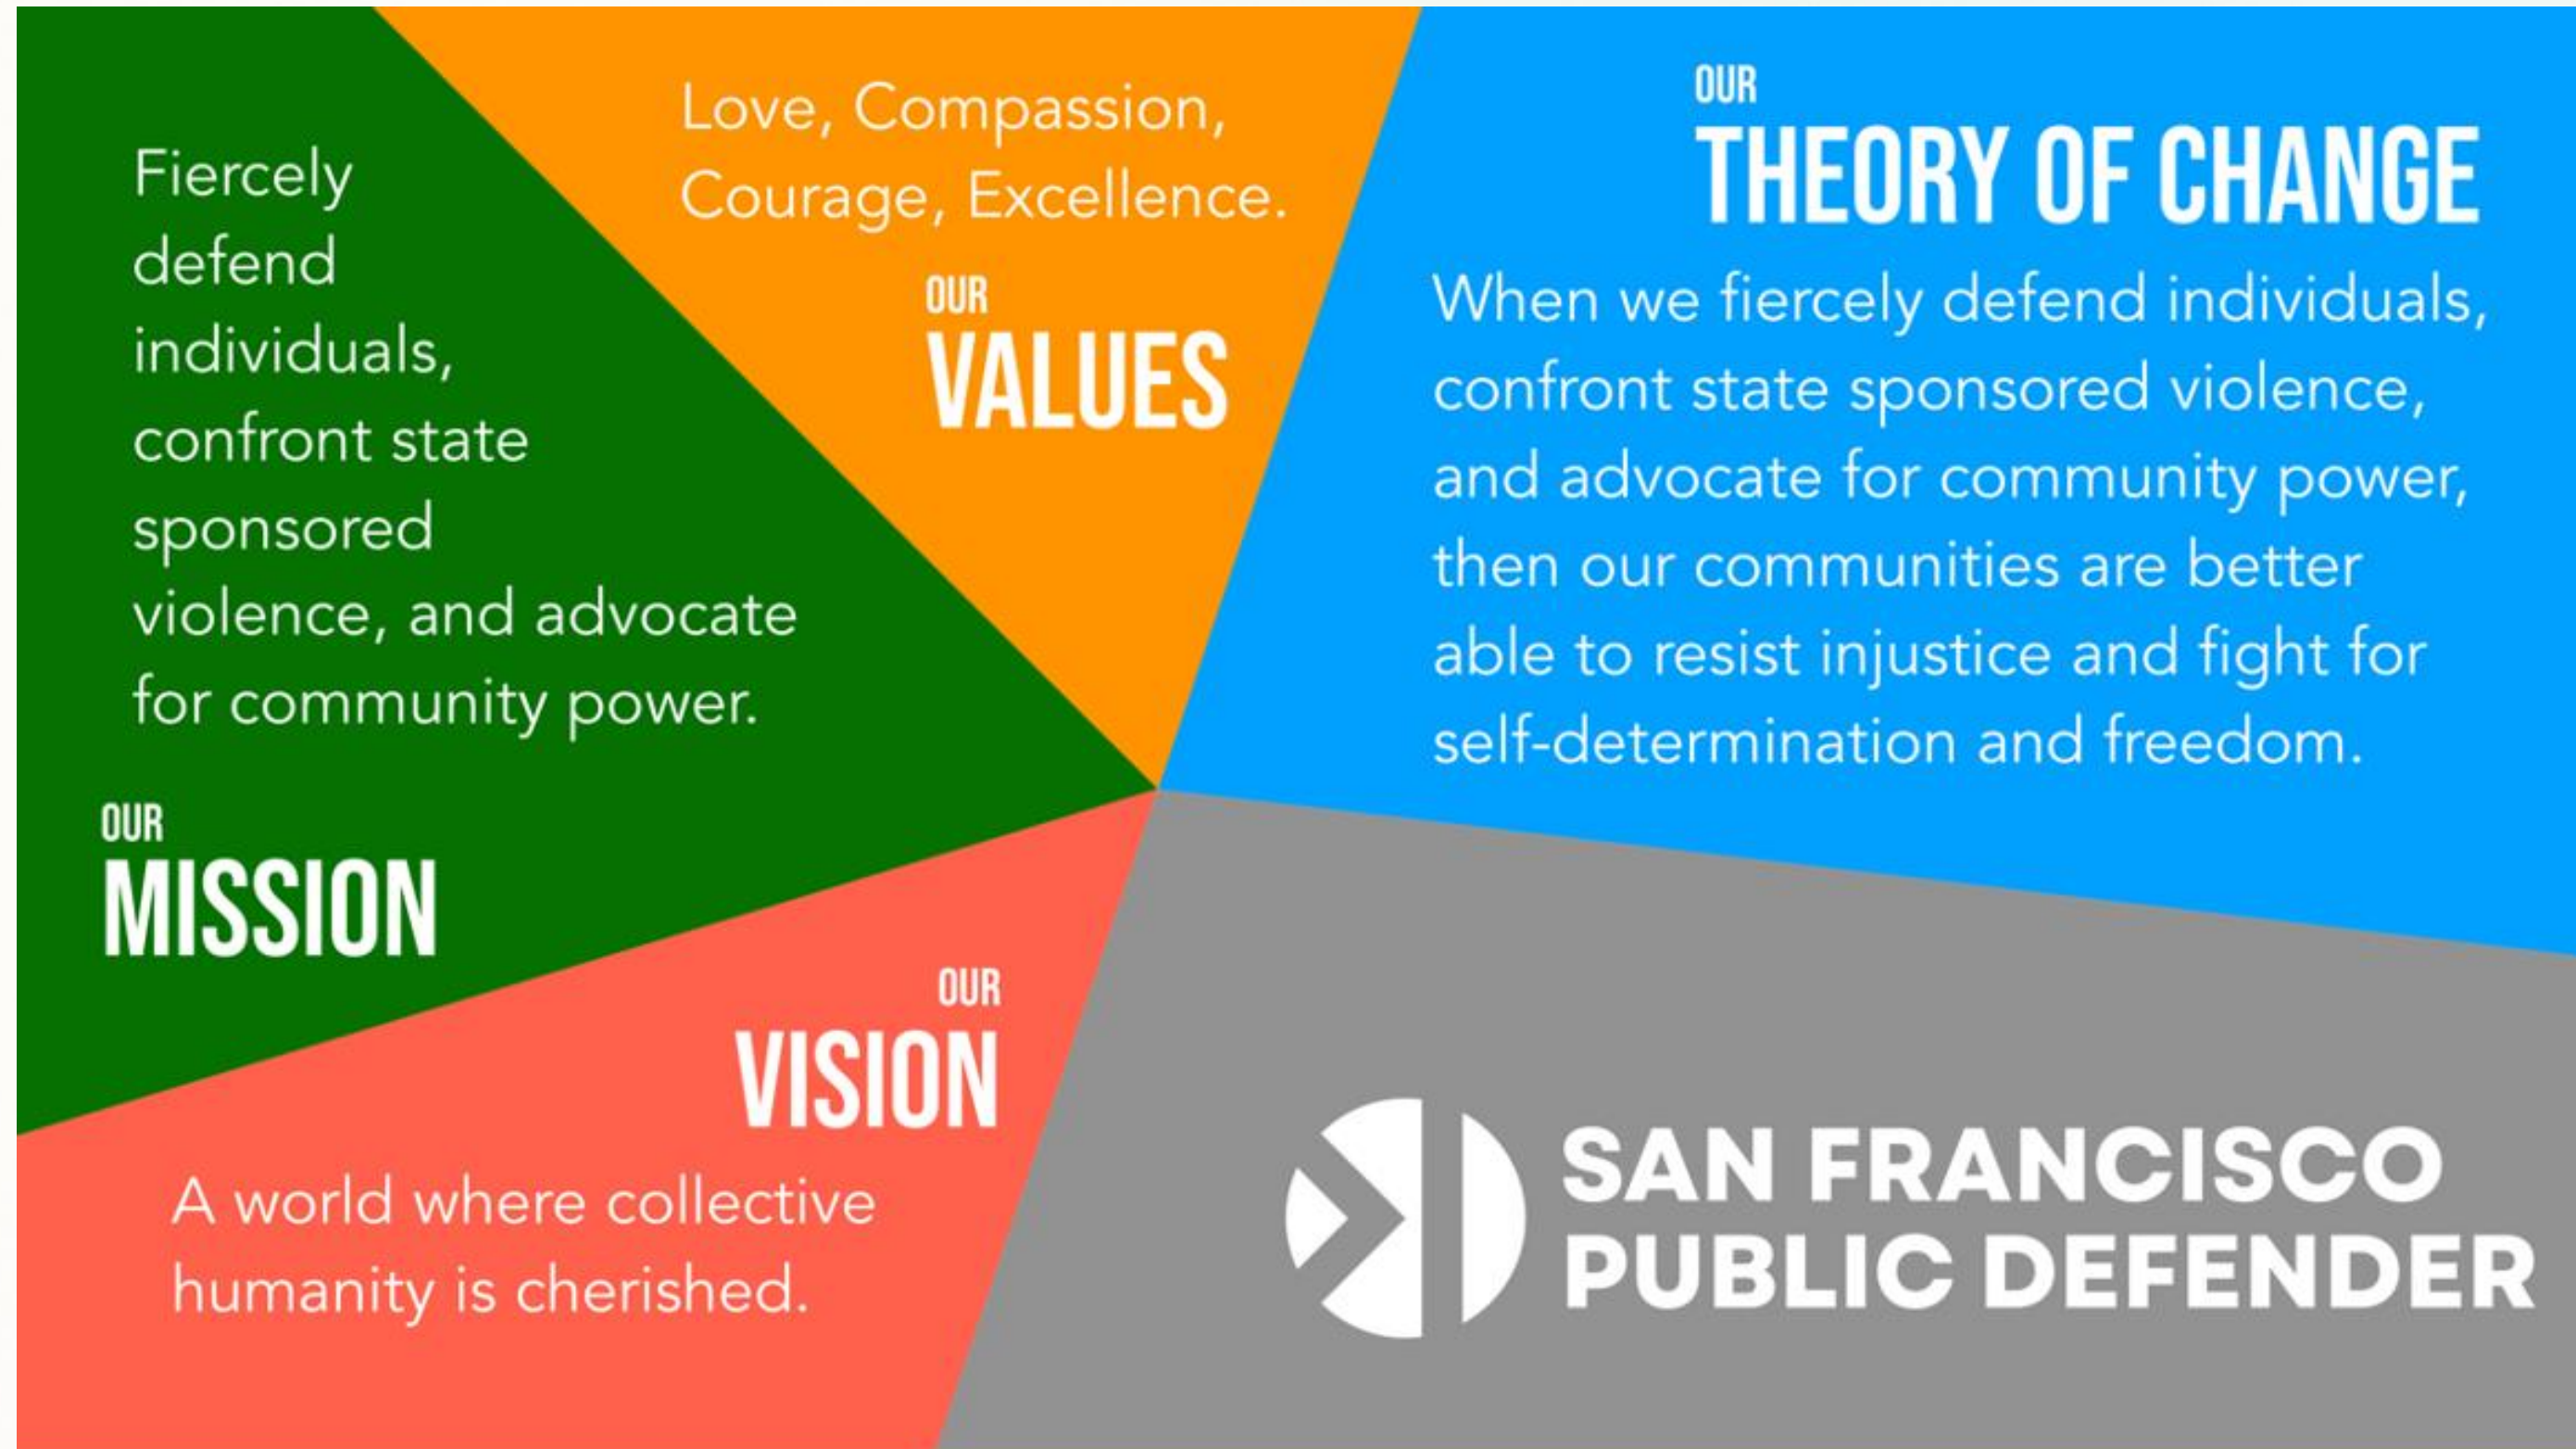 Fiercely
defend
individuals,
confront state
sponsored
violence, and advocate
for community power.
OUR
MISSION
Love, Compassion,
Courage, Excellence.
OUR
VALUES
OUR
THEORY OF CHANGE
When we fiercely defend individuals,
confront state sponsored violence,
and advocate for community power,
then our communities are better
able to resist injustice and fight for
self-determination and freedom.
OUR
VISION
A world where collective
humanity is cherished.
SAN FRANCISCO
PUBLIC DEFENDER